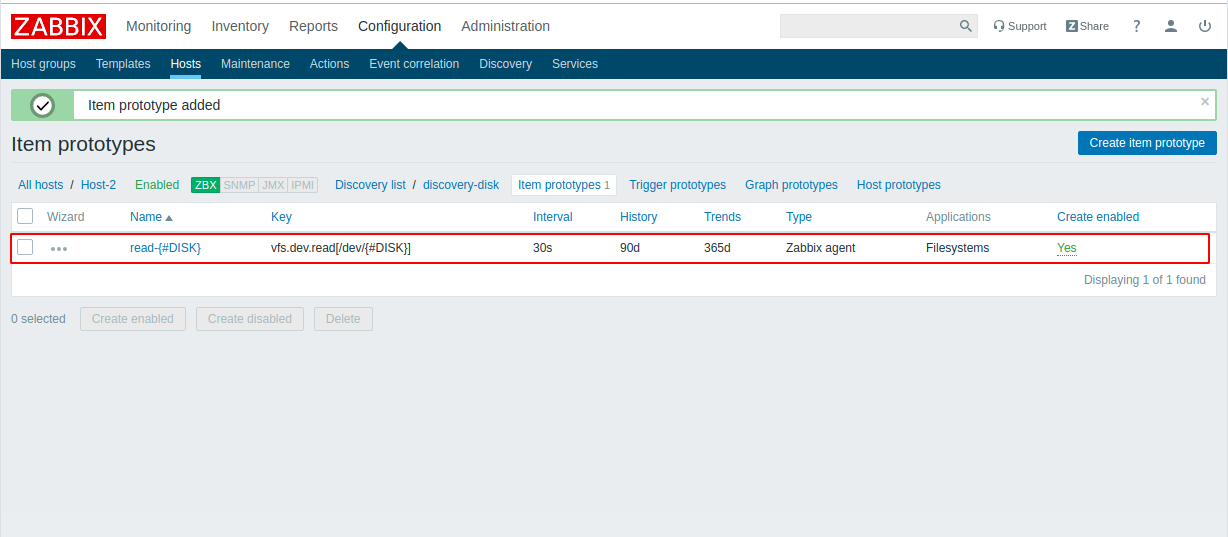 ZABBIX Monitoring Inventory Reports Configuration Administration Support Z Share ?
Host groups Templates Hosts Maintenance Actions Event correlation Discovery Services
Item prototype added ×
Item prototypes Create item prototype
All hosts / Host-2 Enabled ZBX SNMP JMX IPMI Discovery list / discovery-disk Item prototypes 1 Trigger prototypes Graph prototypes Host prototypes
Wizard Name Key Interval History Trends Type Applications Create enabled
read-{#DISK} vfs.dev.read[/dev/{#DISK}] 30s 90d 365d Zabbix agent Filesystems Yes
Displaying 1 of 1 found
0 selected Create enabled Create disabled Delete